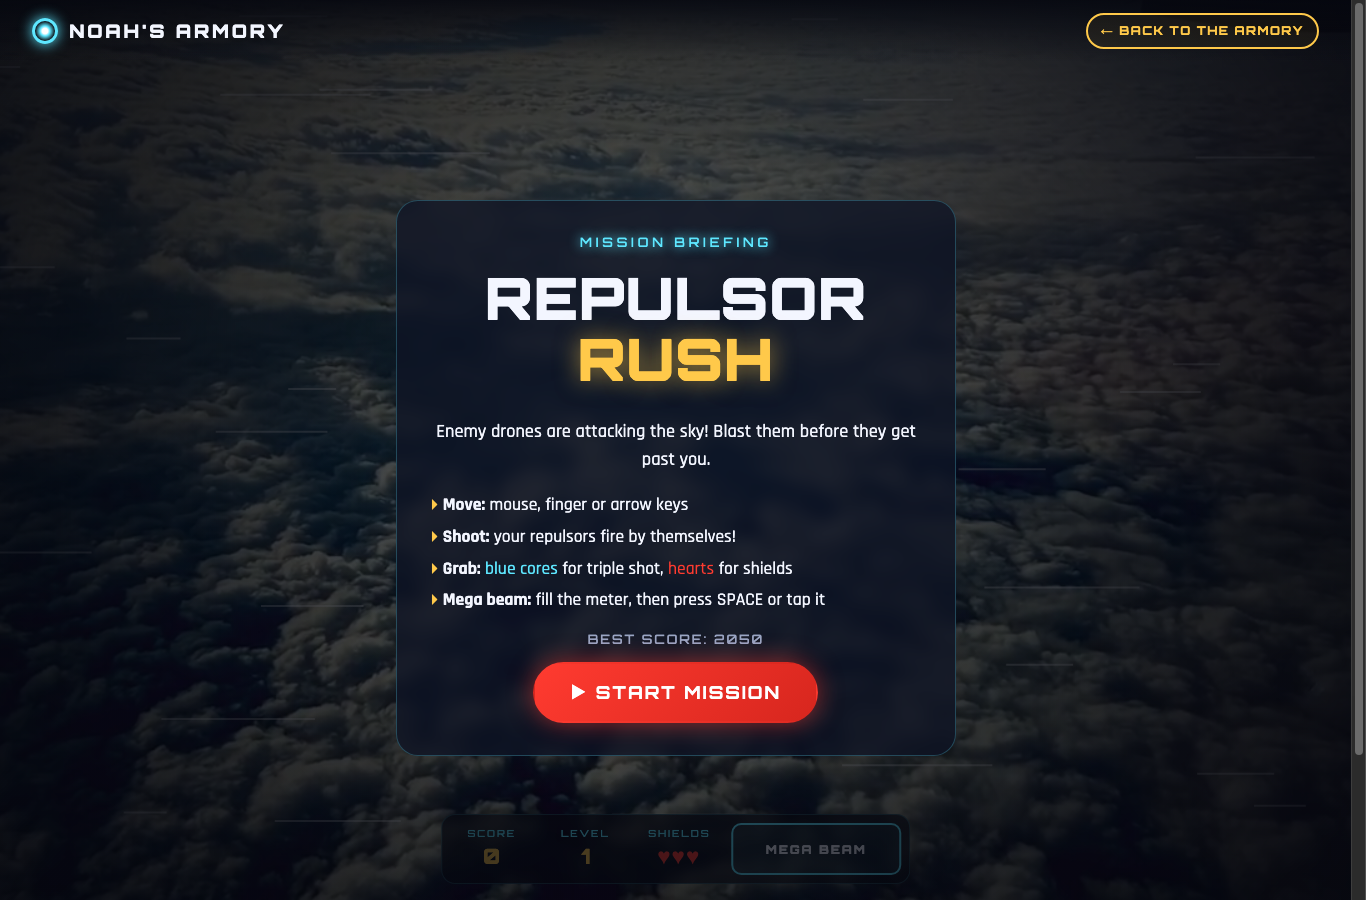 NOAH'S ARMORY
← BACK TO THE ARMORY
MISSION BRIEFING
REPULSOR
RUSH
Enemy drones are attacking the sky! Blast them before they get
past you.
Move: mouse, finger or arrow keys
Shoot: your repulsors fire by themselves!
Grab: blue cores for triple shot, hearts for shields
Mega beam: fill the meter, then press SPACE or tap it
BEST SCORE: 2050
▶ START MISSION
SCORE LEVEL SHIELDS
0 1 ♥♥♥
MEGA BEAM